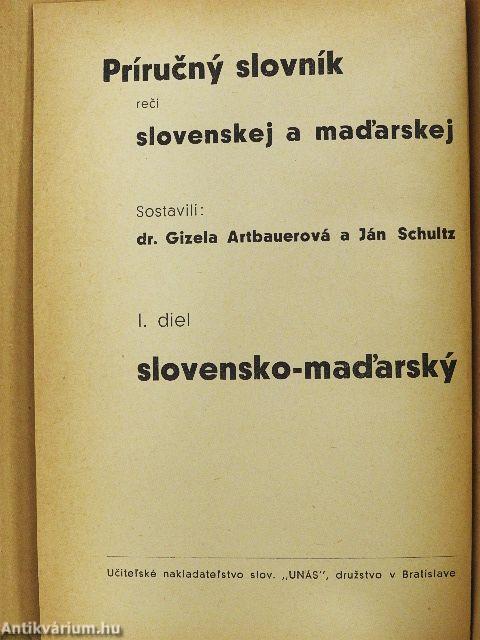 Príručný slovník
reči
slovenskej a maďarskej
Sostavili:
dr. Gizela Artbauerová a Ján Schultz
I. diel
slovensko-maďarský
Učiteľské nakladateľstvo slov. „UNÁS", družstvo v Bratislave
Antikvárium.hu